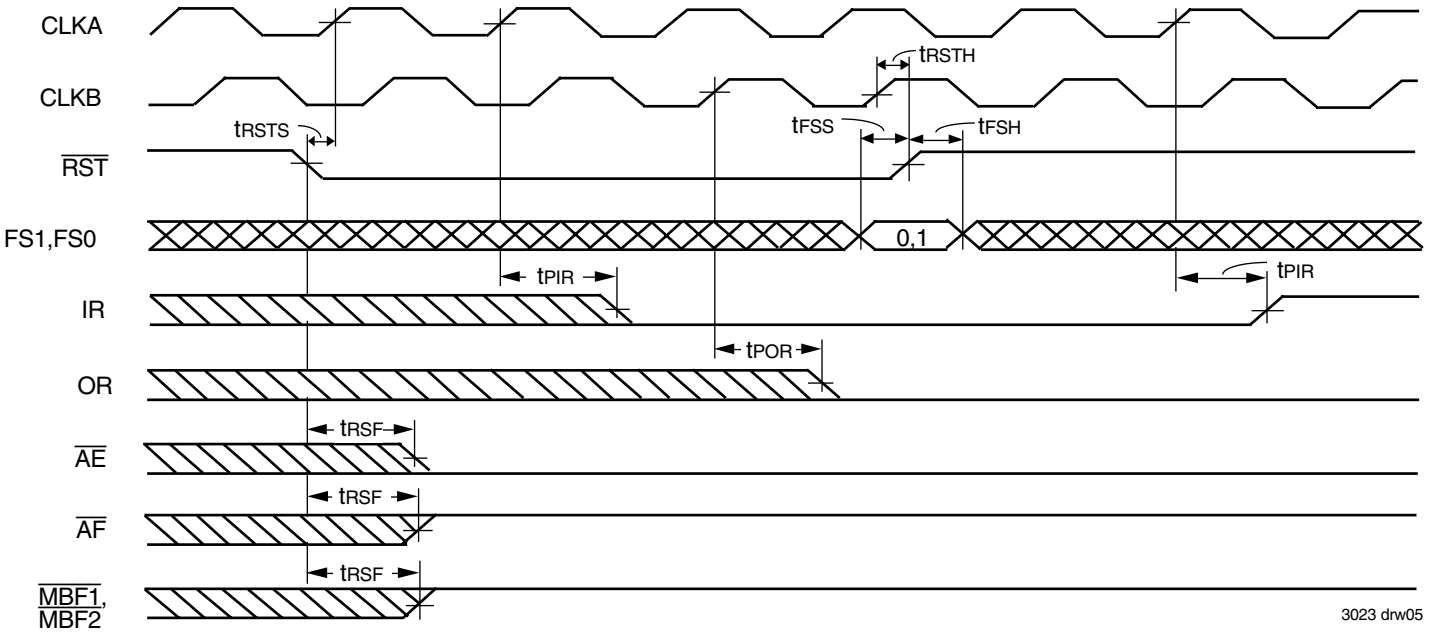 CLKA
tRSTH
CLKB
tRSTS
tFSS
tFSH
RST
FS1,FS0
0,1
tPIR
tPIR
IR
tPOR
OR
tRSF
AE
tRSF
AF
tRSF
MBF1,
MBF2
3023 drw05